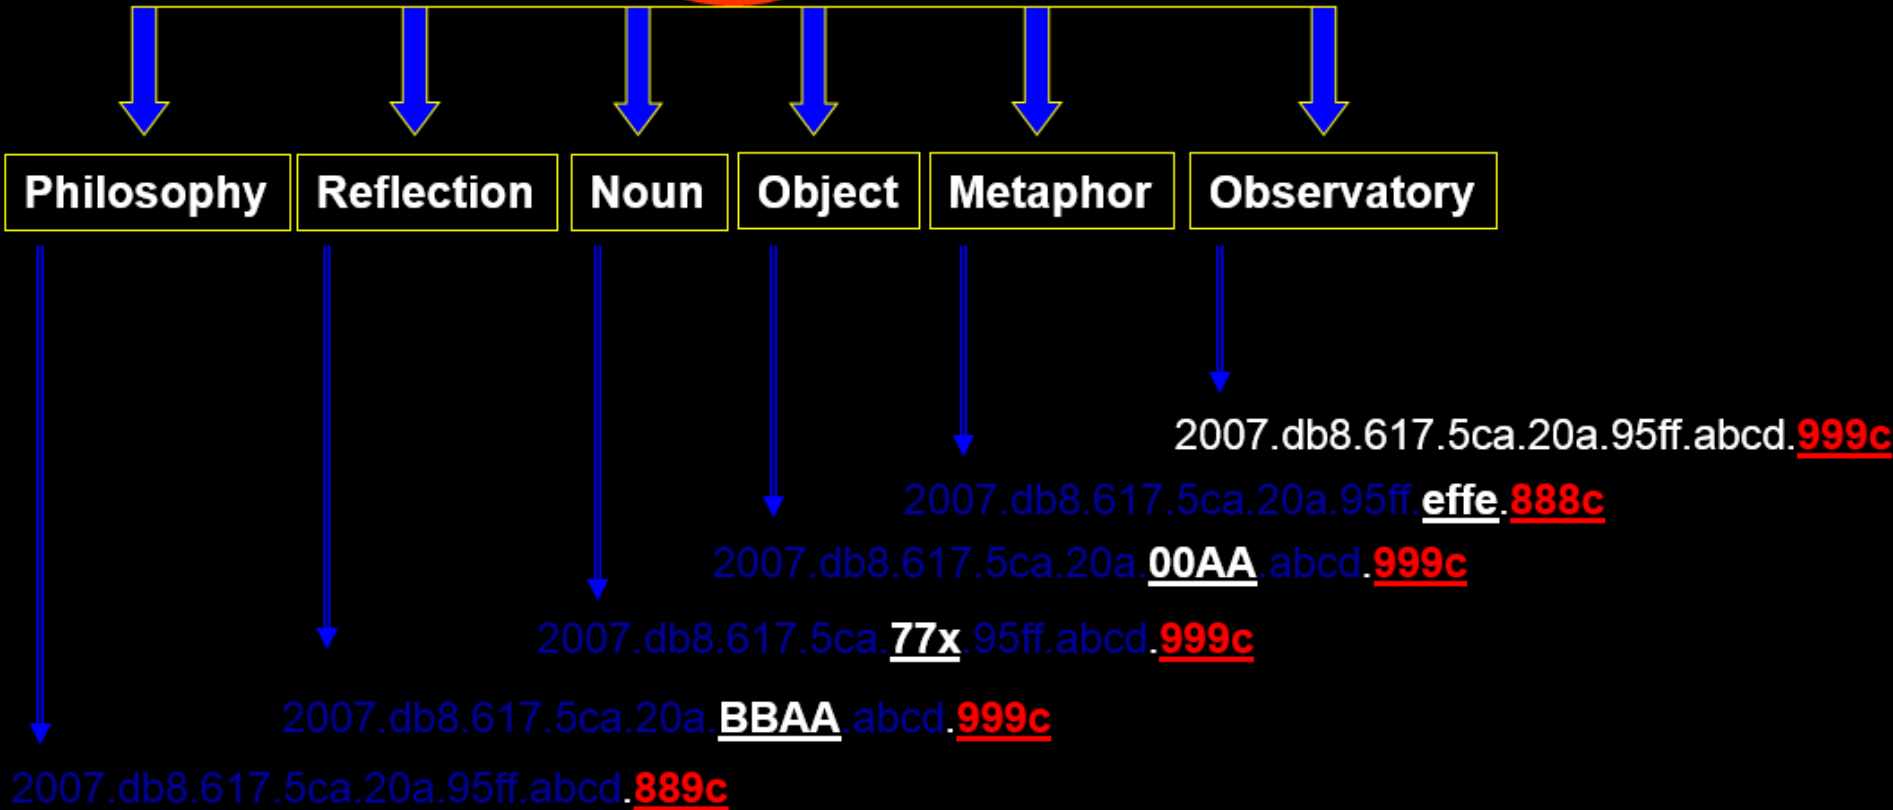 Philosophy Reflection Noun Object Metaphor Observatory
2007.db8.617.5ca.20a.95ff.abcd.999c
2007.db8.617.5ca.20a.95ff.effe.888c
2007.db8.617.5ca.20a.00AA.abcd.999c
2007.db8.617.5ca.77x.95ff.abcd.999c
2007.db8.617.5ca.20a.BBAA.abcd.999c
2007.db8.617.5ca.20a.95ff.abcd.889c